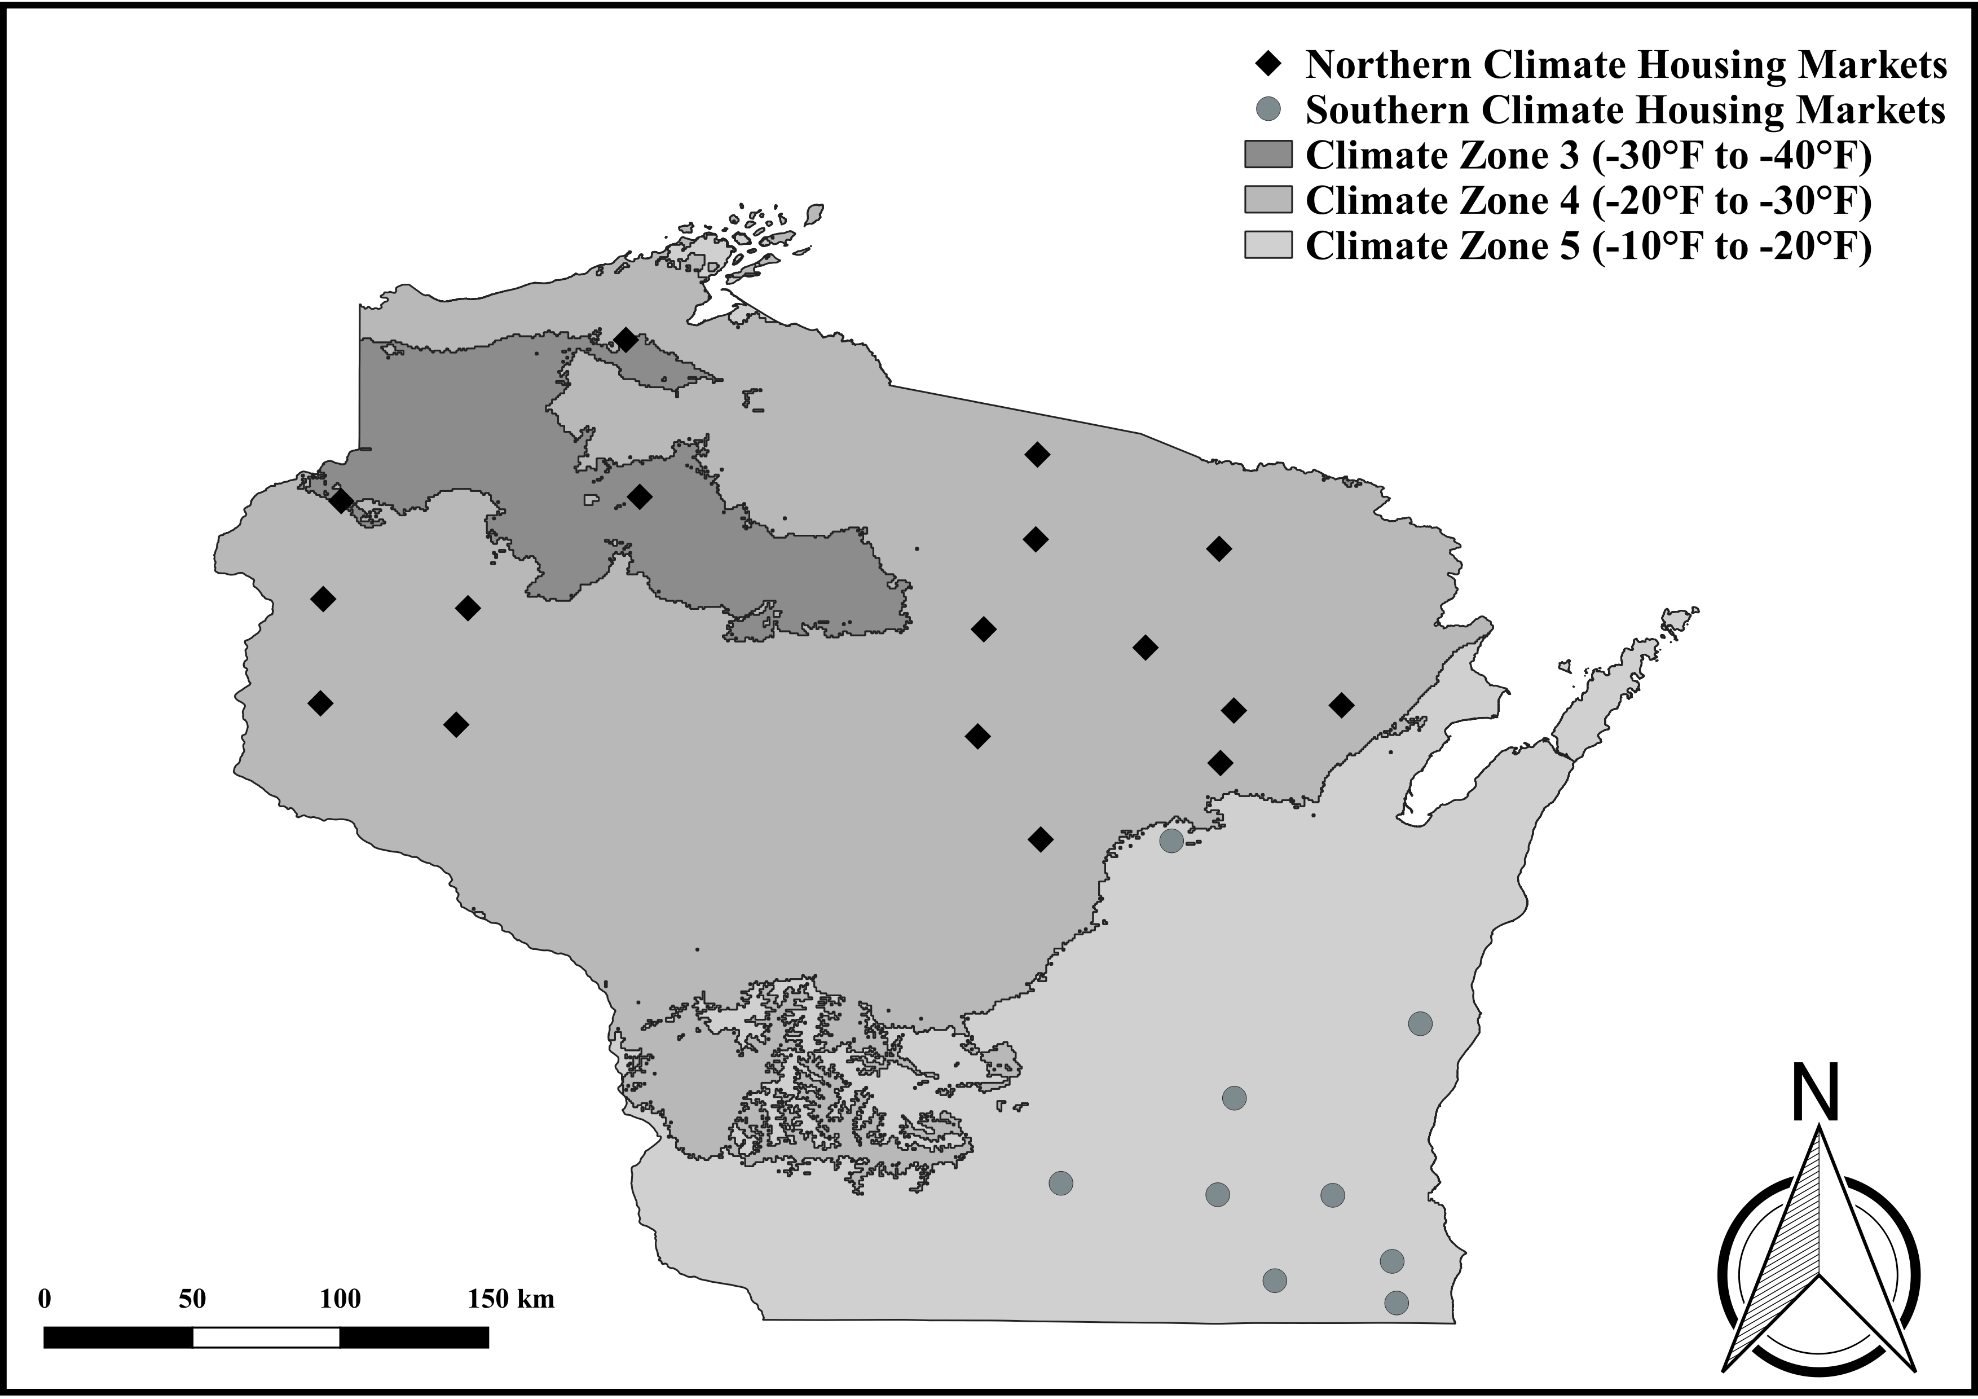 Northern Climate Housing Markets
Southern Climate Housing Markets
Climate Zone 3 (-30°F to -40°F)
Climate Zone 4 (-20°F to -30°F)
Climate Zone 5 (-10°F to -20°F)
N
0 50 100 150 km